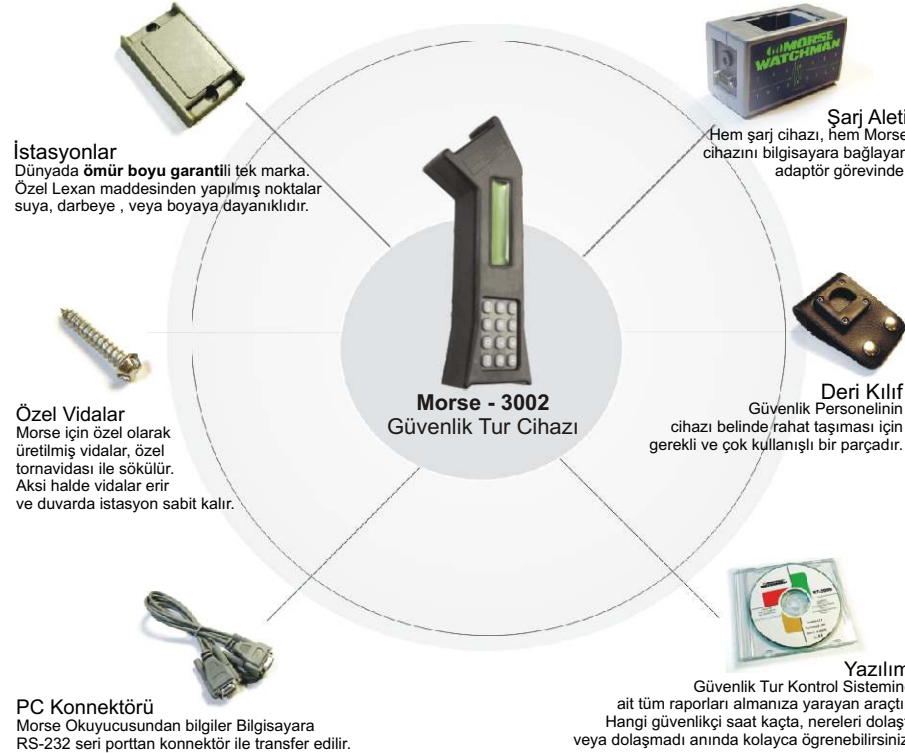 İstasyonlar
Dünyada ömür boyu garantili tek marka.
Özel Lexan maddesinden yapılmış noktalar
suya, darbeye , veya boyaya dayanıklıdır.
MORSE
WATCHMAN
Şarj Aleti
Hem şarj cihazı, hem Morse
cihazını bilgisayara bağlayan
adaptör görevinde
Özel Vidalar
Morse için özel olarak
üretilmiş vidalar, özel
tornavidası ile sökülür.
Aksi halde vidalar erir
ve duvarda istasyon sabit kalır.
Morse - 3002
Güvenlik Tur Cihazı
Deri Kılıf
Güvenlik Personelinin
cihazı belinde rahat taşıması için
gerekli ve çok kullanışlı bir parçadır.
PC Konnektörü
Morse Okuyucusundan bilgiler Bilgisayara
RS-232 seri porttan konnektör ile transfer edilir.
Yazılım
Güvenlik Tur Kontrol Sistemine
ait tüm raporları almanıza yarayan araçtı
Hangi güvenlikçi saat kaçta, nereleri dolaşt
veya dolaşmadı anında kolayca ögrenebilirsiniz